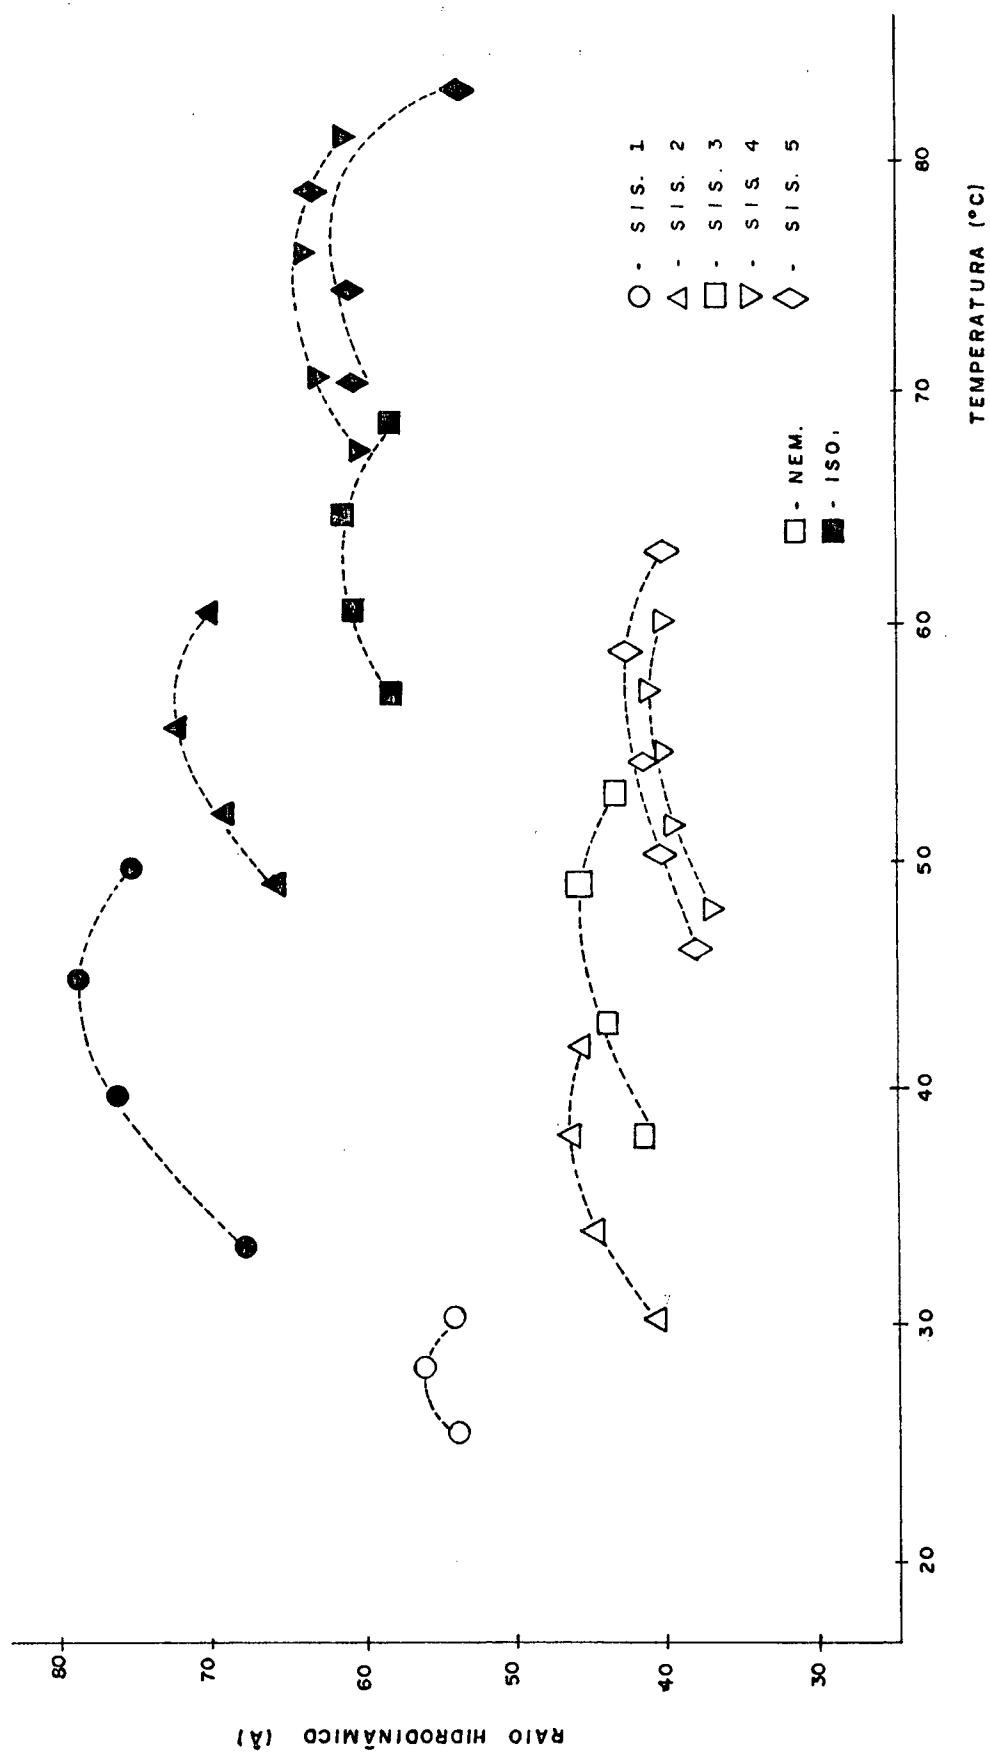 RAIO HIDRODINÂMICO (Å)
80
70
60
50
40
30
20
30
40
50
60
70
80
TEMPERATURA (°C)
○ - SIS. 1
△ - SIS. 2
□ - SIS. 3
▽ - SIS. 4
◇ - SIS. 5
□ - NEM.
■ - ISO.